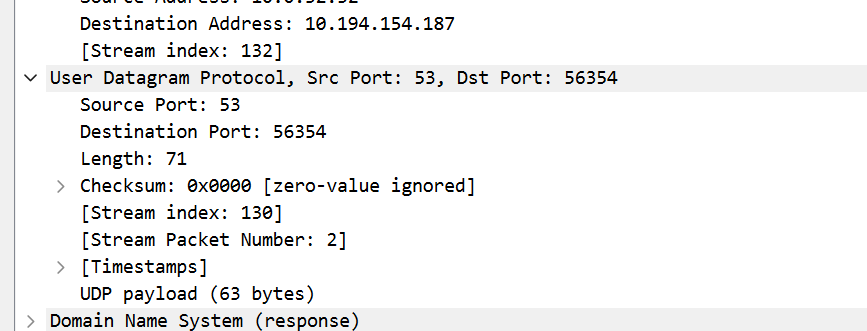 Destination Address: 10.194.154.187
[Stream index: 132]
User Datagram Protocol, Src Port: 53, Dst Port: 56354
Source Port: 53
Destination Port: 56354
Length: 71
Checksum: 0x0000 [zero-value ignored]
[Stream index: 130]
[Stream Packet Number: 2]
[Timestamps]
UDP payload (63 bytes)
Domain Name System (response)